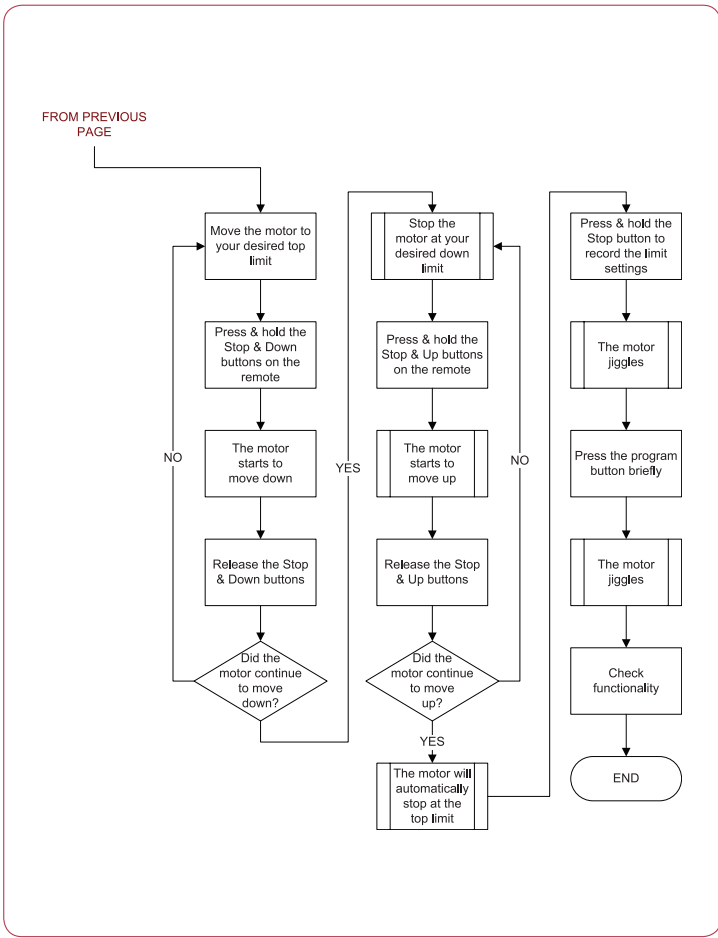 FROM PREVIOUS
PAGE
Move the motor to
your desired top
limit
Press & hold the
Stop & Down
buttons on the
remote
The motor
starts to
move down
Release the Stop
& Down buttons
Did the
motor continue
to move
down?
NO
YES
Stop the
motor at your
desired down
limit
Press & hold the
Stop & Up buttons
on the remote
The motor
starts to
move up
Release the Stop
& Up buttons
Did the
motor continue
to move
up?
NO
YES
The motor will
automatically
stop at the
top limit
Press & hold the
Stop button to
record the limit
settings
The motor
jiggles
Press the program
button briefly
The motor
jiggles
Check
functionality
END